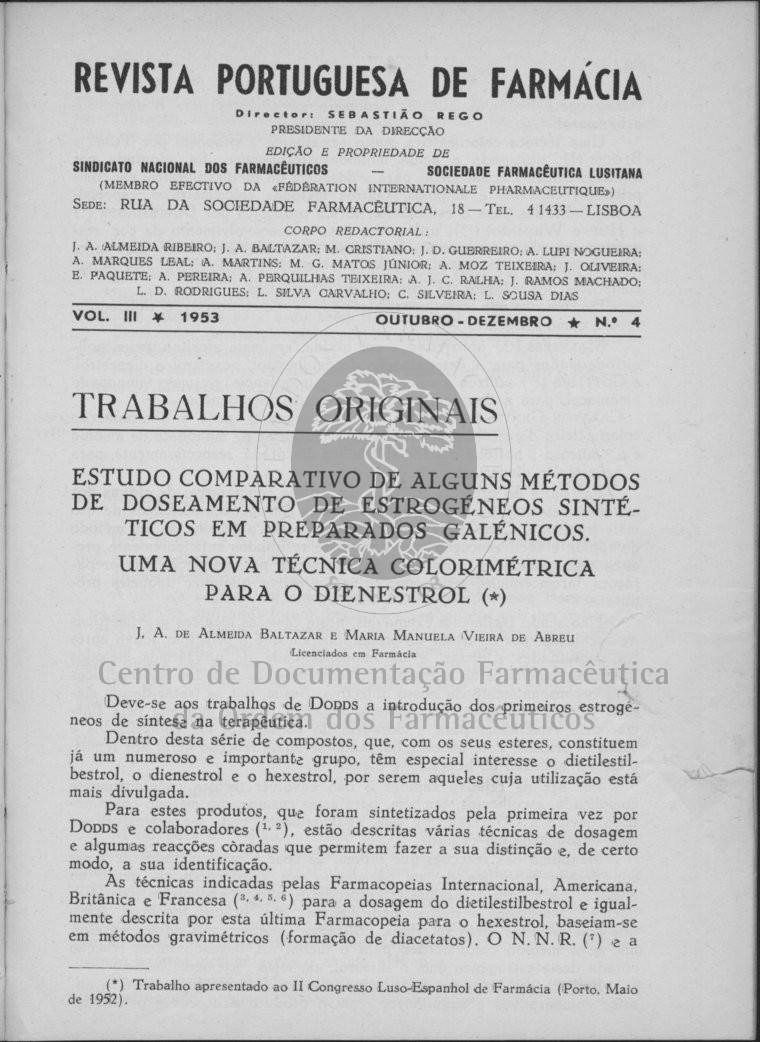 REVISTA PORTUGUESA DE FARMÁCIA
Director: SEBASTIÃO REGO
PRESIDENTE DA DIRECÇÃO
EDIÇÃO E PROPRIEDADE DE
SINDICATO NACIONAL DOS FARMACÊUTICOS — SOCIEDADE FARMACÊUTICA LUSITANA
(MEMBRO EFECTIVO DA «FÉDÉRATION INTERNATIONALE PHARMACEUTIQUE»)
SEDE: RUA DA SOCIEDADE FARMACÊUTICA, 18 — TEL. 4 1433 — LISBOA
CORPO REDACTORIAL:
J. A. ALMEIDA RIBEIRO; J. A. BALTAZAR; M. CRISTIANO; J. D. GUERREIRO; A. LUPI NOGUEIRA;
A. MARQUES LEAL; A. MARTINS; M. G. MATOS JÚNIOR; A. MOZ TEIXEIRA; J. OLIVEIRA;
E. PAQUETE; A. PEREIRA; A. PERQUILHAS TEIXEIRA; A. J. C. RALHA; J. RAMOS MACHADO;
L. D. RODRIGUES; L. SILVA CARVALHO; C. SILVEIRA; L. SOUSA DIAS
VOL. III ★ 1953 OUTUBRO - DEZEMBRO ★ N.º 4
TRABALHOS ORIGINAIS
ESTUDO COMPARATIVO DE ALGUNS MÉTODOS
DE DOSEAMENTO DE ESTROGÉNEOS SINTÉ-
TICOS EM PREPARADOS GALÉNICOS.
UMA NOVA TÉCNICA COLORIMÉTRICA
PARA O DIENESTROL (*)
J. A. DE ALMEIDA BALTAZAR E MARIA MANUELA VIEIRA DE ABREU
Licenciados em Farmácia
Centro de Documentação Farmacêutica
da Ordem dos Farmacêuticos
Deve-se aos trabalhos de DODDS a introdução dos primeiros estrogé-
neos de síntese na terapêutica.
Dentro desta série de compostos, que, com os seus esteres, constituem
já um numeroso e importante grupo, têm especial interesse o dietilestil-
bestrol, o dienestrol e o hexestrol, por serem aqueles cuja utilização está
mais divulgada.
Para estes produtos, que foram sintetizados pela primeira vez por
DODDS e colaboradores (1, 2), estão descritas várias técnicas de dosagem
e algumas reacções còradas que permitem fazer a sua distinção e, de certo
modo, a sua identificação.
As técnicas indicadas pelas Farmacopeias Internacional, Americana,
Britânica e Francesa (3, 4, 5, 6) para a dosagem do dietilestilbestrol e igual-
mente descrita por esta última Farmacopeia para o hexestrol, baseiam-se
em métodos gravimétricos (formação de diacetatos). O N. N. R. (7) e a
(*) Trabalho apresentado ao II Congresso Luso-Espanhol de Farmácia (Porto, Maio
de 1952).